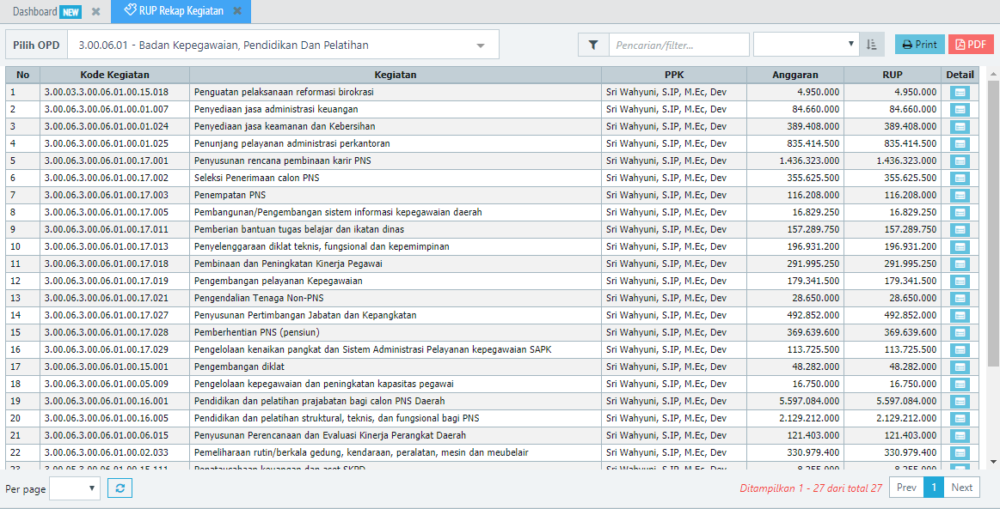 Dashboard NEW RUP Rekap Kegiatan
Pilih OPD 3.00.06.01 - Badan Kepegawaian, Pendidikan Dan Pelatihan Pencarian/filter... Print PDF
No Kode Kegiatan Kegiatan PPK Anggaran RUP Detail
1 3.00.03.3.00.06.01.00.15.018 Penguatan pelaksanaan reformasi birokrasi Sri Wahyuni, S.IP, M.Ec, Dev 4.950.000 4.950.000
2 3.00.06.3.00.06.01.00.01.007 Penyediaan jasa administrasi keuangan Sri Wahyuni, S.IP, M.Ec, Dev 84.660.000 84.660.000
3 3.00.06.3.00.06.01.00.01.024 Penyediaan jasa keamanan dan Kebersihan Sri Wahyuni, S.IP, M.Ec, Dev 389.408.000 389.408.000
4 3.00.06.3.00.06.01.00.01.025 Penunjang pelayanan administrasi perkantoran Sri Wahyuni, S.IP, M.Ec, Dev 835.414.500 835.414.500
5 3.00.06.3.00.06.01.00.17.001 Penyusunan rencana pembinaan karir PNS Sri Wahyuni, S.IP, M.Ec, Dev 1.436.323.000 1.436.323.000
6 3.00.06.3.00.06.01.00.17.002 Seleksi Penerimaan calon PNS Sri Wahyuni, S.IP, M.Ec, Dev 355.625.500 355.625.500
7 3.00.06.3.00.06.01.00.17.003 Penempatan PNS Sri Wahyuni, S.IP, M.Ec, Dev 116.208.000 116.208.000
8 3.00.06.3.00.06.01.00.17.005 Pembangunan/Pengembangan sistem informasi kepegawaian daerah Sri Wahyuni, S.IP, M.Ec, Dev 16.829.250 16.829.250
9 3.00.06.3.00.06.01.00.17.011 Pemberian bantuan tugas belajar dan ikatan dinas Sri Wahyuni, S.IP, M.Ec, Dev 157.289.750 157.289.750
10 3.00.06.3.00.06.01.00.17.013 Penyelenggaraan diklat teknis, fungsional dan kepemimpinan Sri Wahyuni, S.IP, M.Ec, Dev 196.931.200 196.931.200
11 3.00.06.3.00.06.01.00.17.018 Pembinaan dan Peningkatan Kinerja Pegawai Sri Wahyuni, S.IP, M.Ec, Dev 291.995.250 291.995.250
12 3.00.06.3.00.06.01.00.17.019 Pengembangan pelayanan Kepegawaian Sri Wahyuni, S.IP, M.Ec, Dev 179.341.500 179.341.500
13 3.00.06.3.00.06.01.00.17.021 Pengendalian Tenaga Non-PNS Sri Wahyuni, S.IP, M.Ec, Dev 28.650.000 28.650.000
14 3.00.06.3.00.06.01.00.17.027 Penyusunan Pertimbangan Jabatan dan Kepangkatan Sri Wahyuni, S.IP, M.Ec, Dev 492.852.000 492.852.000
15 3.00.06.3.00.06.01.00.17.028 Pemberhentian PNS (pensiun) Sri Wahyuni, S.IP, M.Ec, Dev 369.639.600 369.639.600
16 3.00.06.3.00.06.01.00.17.029 Pengelolaan kenaikan pangkat dan Sistem Administrasi Pelayanan kepegawaian SAPK Sri Wahyuni, S.IP, M.Ec, Dev 113.725.500 113.725.500
17 3.00.06.3.00.06.01.00.15.001 Pengembangan diklat Sri Wahyuni, S.IP, M.Ec, Dev 48.282.000 48.282.000
18 3.00.06.3.00.06.01.00.05.009 Pengelolaan kepegawaian dan peningkatan kapasitas pegawai Sri Wahyuni, S.IP, M.Ec, Dev 16.750.000 16.750.000
19 3.00.06.3.00.06.01.00.16.001 Pendidikan dan pelatihan prajabatan bagi calon PNS Daerah Sri Wahyuni, S.IP, M.Ec, Dev 5.597.084.000 5.597.084.000
20 3.00.06.3.00.06.01.00.16.005 Pendidikan dan pelatihan struktural, teknis, dan fungsional bagi PNS Sri Wahyuni, S.IP, M.Ec, Dev 2.129.212.000 2.129.212.000
21 3.00.06.3.00.06.01.00.06.015 Penyusunan Perencanaan dan Evaluasi Kinerja Perangkat Daerah Sri Wahyuni, S.IP, M.Ec, Dev 121.403.000 121.403.000
22 3.00.06.3.00.06.01.00.02.033 Pemeliharaan rutin/berkala gedung, kendaraan, peralatan, mesin dan meubelair Sri Wahyuni, S.IP, M.Ec, Dev 330.979.400 330.979.400
23 3.00.05.3.00.06.01.00.15.111 Penatausahaan keuangan dan aset SKPD Sri Wahyuni, S.IP, M.Ec, Dev 8.255.000 8.255.000
Per page Ditampilkan 1 - 27 dari total 27 Prev 1 Next